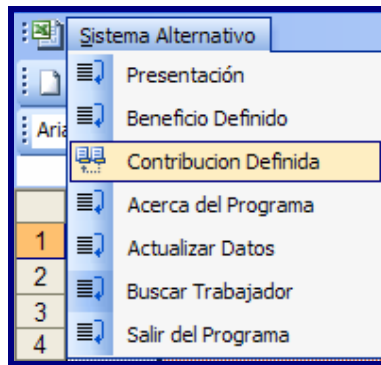 Sistema Alternativo
Presentación
Beneficio Definido
Aria
Contribucion Definida
Acerca del Programa
1
Actualizar Datos
2
Buscar Trabajador
3
Salir del Programa
4